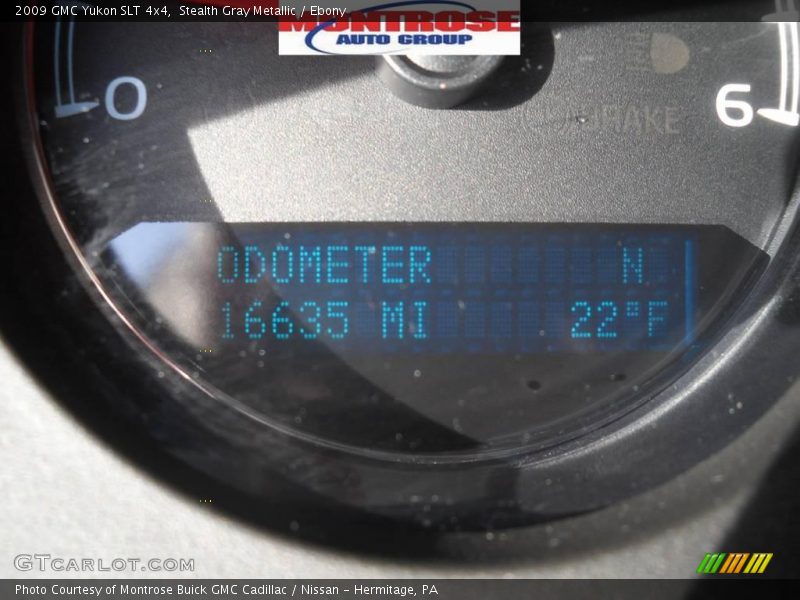 2009 GMC Yukon SLT 4x4, Stealth Gray Metallic / Ebony
MONTROSE
AUTO GROUP
0
6
BRAKE
ODOMETER N
16635 MI 22°F
GTCARLOT.COM
Photo Courtesy of Montrose Buick GMC Cadillac / Nissan - Hermitage, PA